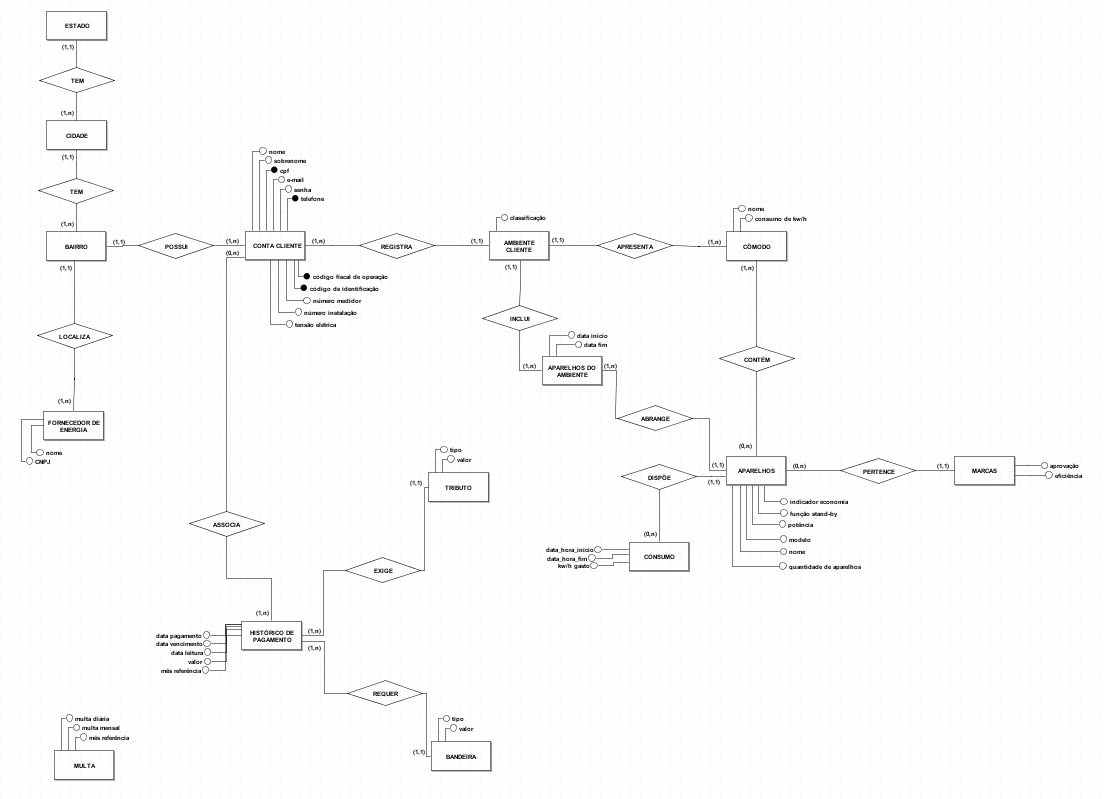 ESTADO
(1,1)
TEM
(1,n)
CIDADE
(1,1)
TEM
(1,n)
BAIRRO
(1,1)
POSSUI
(1,n)
CONTA CLIENTE
(1,n)
REGISTRA
(1,1)
AMBIENTE
CLIENTE
(1,1)
APRESENTA
(1,n)
CÔMODO
nome
sobrenome
cpf
e-mail
senha
telefone
classificação
nome
consumo de kw/h
(0,n)
código fiscal de operação
código de identificação
número medidor
número instalação
tensão elétrica
(1,1)
LOCALIZA
(1,n)
FORNECEDOR DE
ENERGIA
nome
CNPJ
(1,1)
INCLUI
data inicio
data fim
(1,n)
APARELHOS DO
AMBIENTE
(1,n)
ABRANGE
(1,1)
(1,n)
CONTÉM
(0,n)
APARELHOS
(0,n)
PERTENCE
(1,1)
MARCAS
aprovação
eficiência
(1,1)
DISPÕE
(0,n)
indicador economia
função stand-by
potência
modelo
nome
quantidade de aparelhos
data_hora_inicio
data_hora_fim
kw/h gasto
CONSUMO
tipo
valor
(1,1)
TRIBUTO
ASSOCIA
EXIGE
(1,n)
data pagamento
data vencimento
data leitura
valor
mês referência
HISTÓRICO DE
PAGAMENTO
(1,n)
(1,n)
REQUER
tipo
valor
(1,1)
BANDEIRA
multa diária
multa mensal
mês referência
MULTA